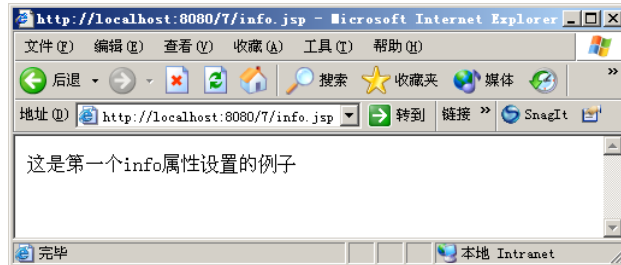 http://localhost:8080/7/info.jsp - Microsoft Internet Explorer
文件(F) 编辑(E) 查看(V) 收藏(A) 工具(T) 帮助(H)
后退 搜索 收藏夹 媒体 »
地址(D) http://localhost:8080/7/info.jsp 转到 链接 » SnagIt
这是第一个info属性设置的例子
完毕 本地 Intranet